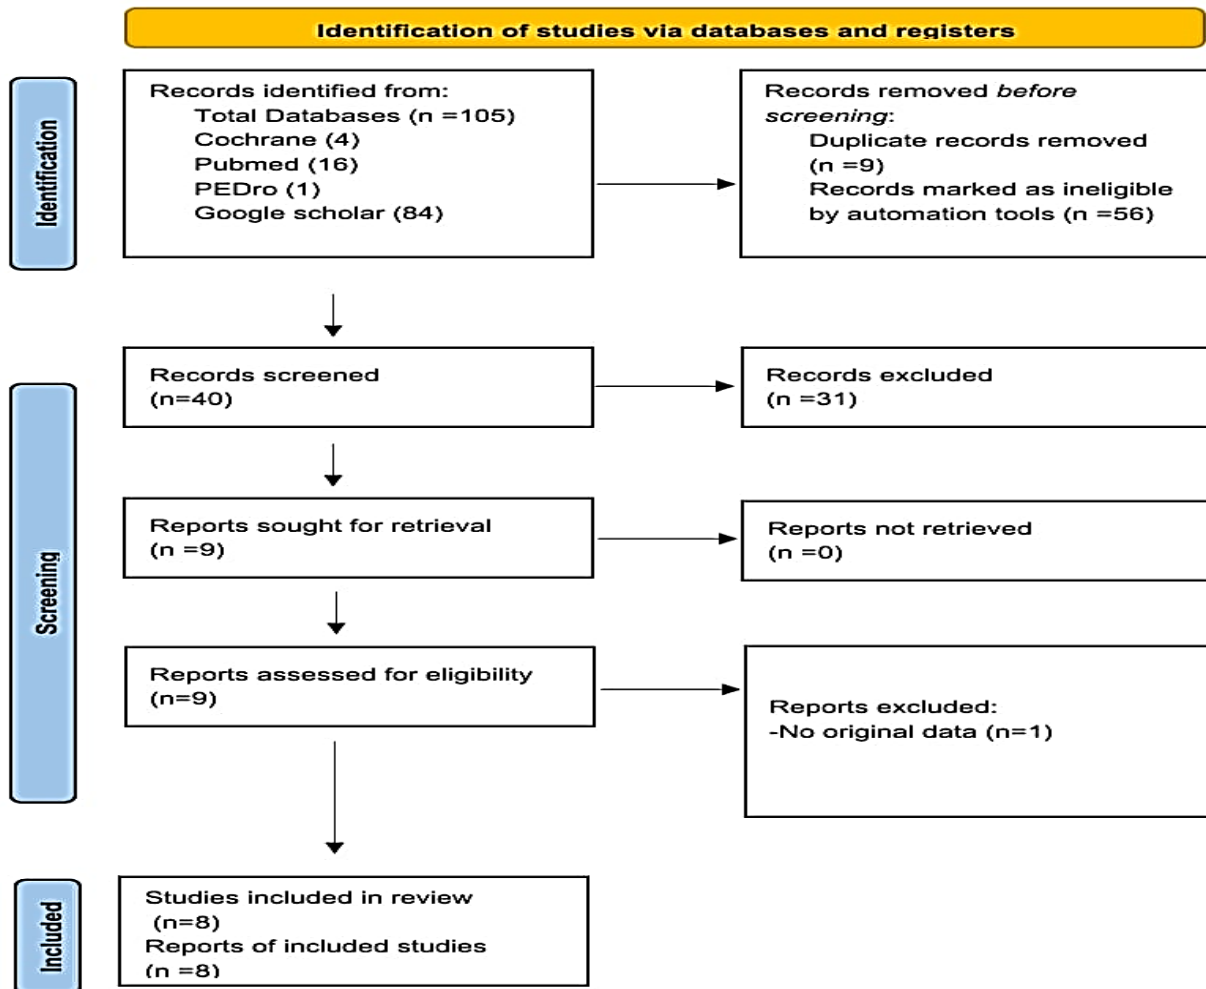 Identification of studies via databases and registers
Identification
Records identified from:
Total Databases (n =105)
Cochrane (4)
Pubmed (16)
PEDro (1)
Google scholar (84)
Records removed before
screening:
Duplicate records removed
(n =9)
Records marked as ineligible
by automation tools (n =56)
Screening
Records screened
(n=40)
Records excluded
(n =31)
Reports sought for retrieval
(n =9)
Reports not retrieved
(n =0)
Reports assessed for eligibility
(n=9)
Reports excluded:
-No original data (n=1)
Included
Studies included in review
(n=8)
Reports of included studies
(n =8)